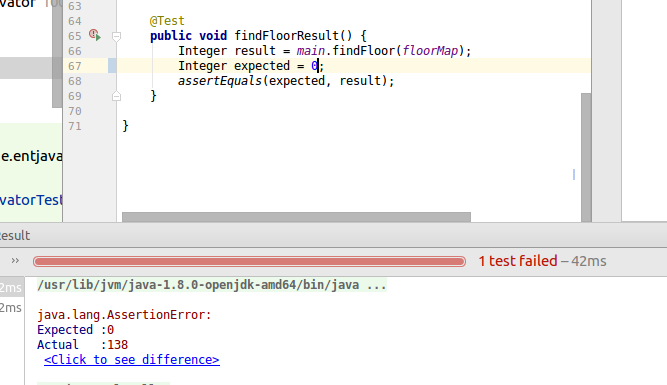 vator
63
64 @Test
65 public void findFloorResult() {
66 Integer result = main.findFloor(floorMap);
67 Integer expected = 0;
68 assertEquals(expected, result);
69 }
70
71 }
e.entjava
vatorTest
esult
1 test failed – 42ms
2ms
/usr/lib/jvm/java-1.8.0-openjdk-amd64/bin/java ...
2ms
java.lang.AssertionError:
Expected :0
Actual :138
<Click to see difference>